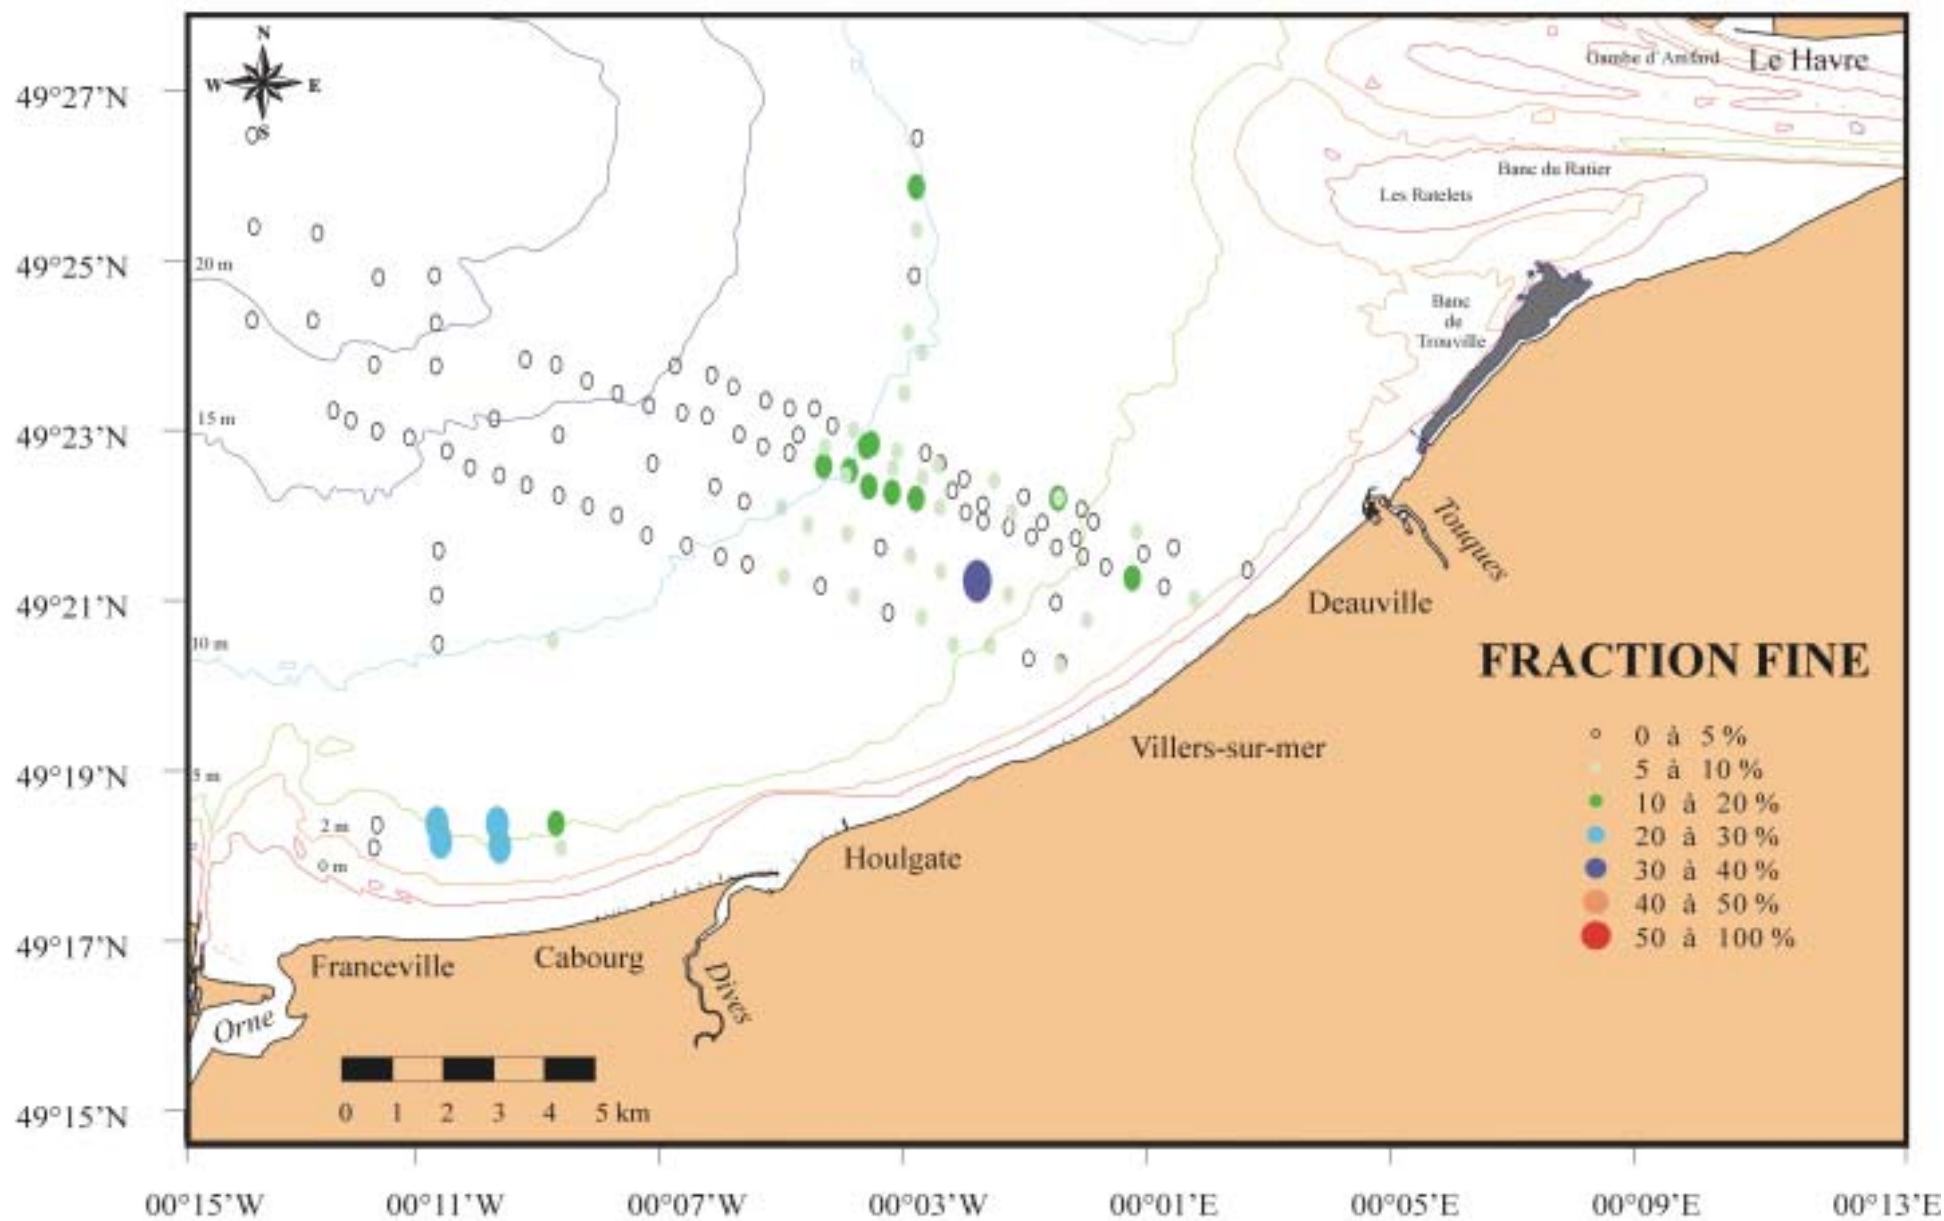 N
W E
S
Gambe d'Amfard
Le Havre
49°27'N
Banc du Ratier
Les Ratelets
49°25'N
20 m
Banc
de
Trouville
49°23'N
15 m
Touques
49°21'N
Deauville
10 m
FRACTION FINE
0 à 5 %
5 à 10 %
10 à 20 %
20 à 30 %
30 à 40 %
40 à 50 %
50 à 100 %
Villers-sur-mer
49°19'N
5 m
2 m
0 m
Houlgate
49°17'N
Franceville
Cabourg
Dives
Orne
0 1 2 3 4 5 km
49°15'N
00°15'W 00°11'W 00°07'W 00°03'W 00°01'E 00°05'E 00°09'E 00°13'E